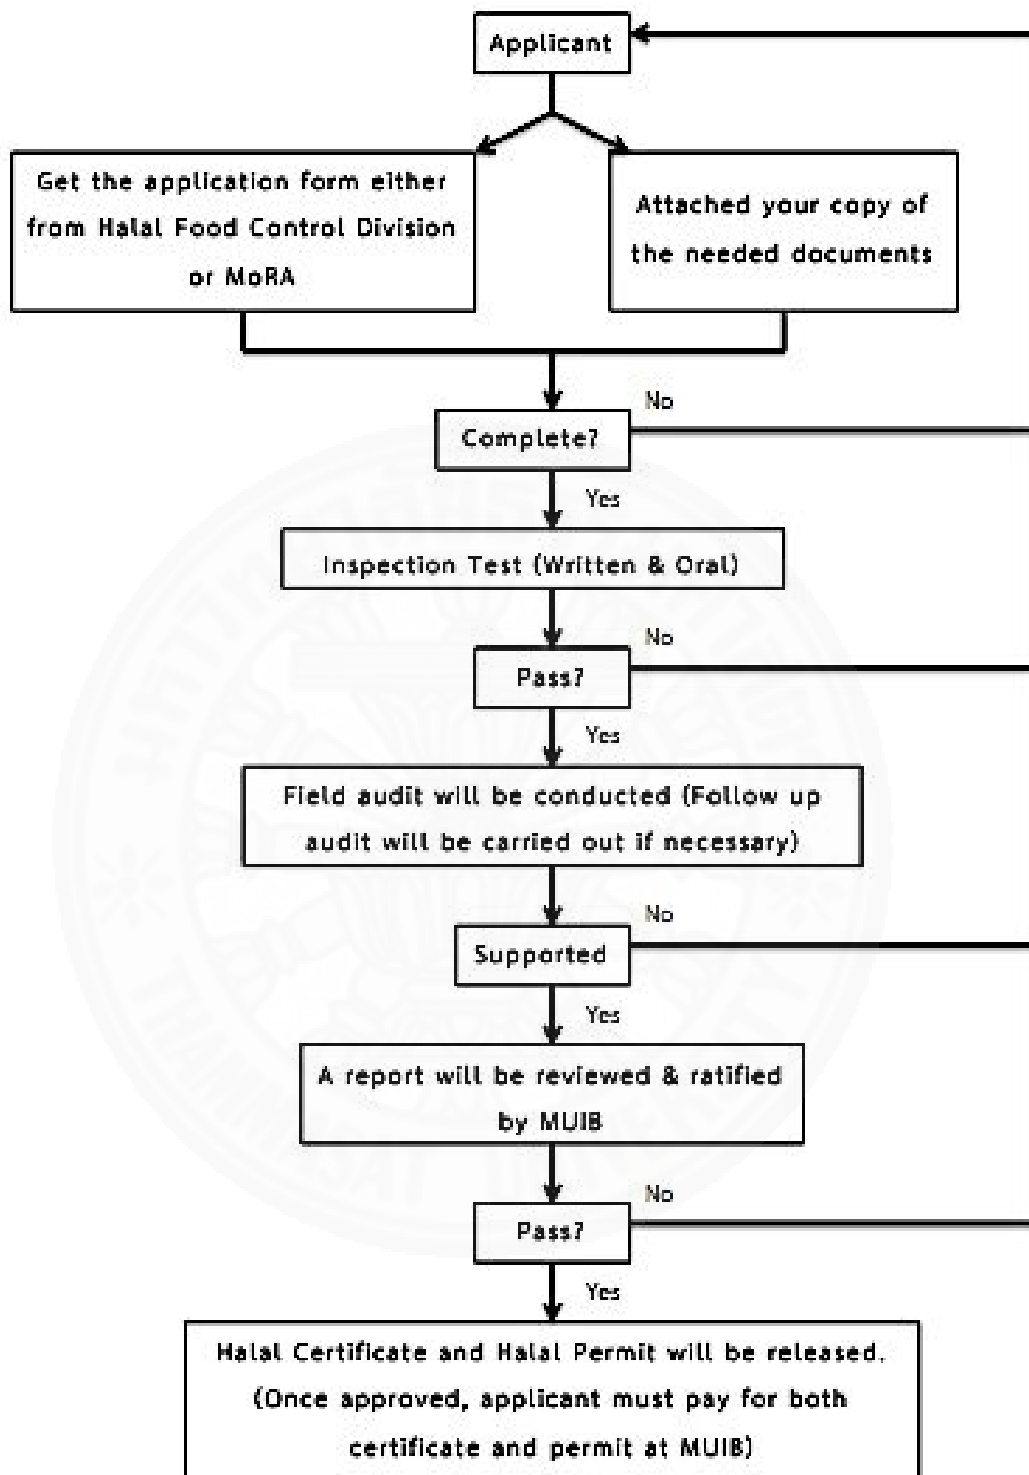 Applicant
Get the application form either
from Halal Food Control Division
or MoRA
Attached your copy of
the needed documents
No
Complete?
Yes
Inspection Test (Written & Oral)
No
Pass?
Yes
Field audit will be conducted (Follow up
audit will be carried out if necessary)
No
Supported
Yes
A report will be reviewed & ratified
by MUIB
No
Pass?
Yes
Halal Certificate and Halal Permit will be released.
(Once approved, applicant must pay for both
certificate and permit at MUIB)
THAMMASAT UNIVERSITY